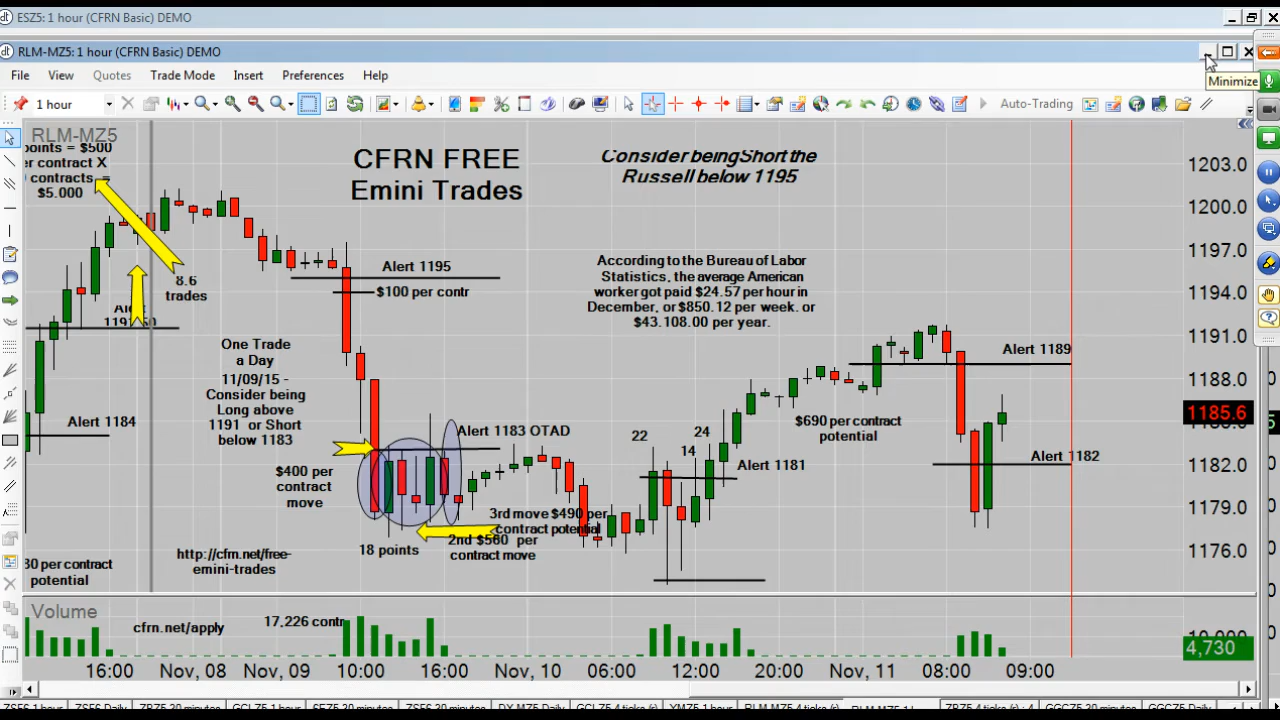 ESZ5: 1 hour (CFRN Basic) DEMO
RLM-MZ5: 1 hour (CFRN Basic) DEMO
File View Quotes Trade Mode Insert Preferences Help
Minimize
1 hour
Auto-Trading
RLM-MZ5
= $500
contract X
contracts =
$5.000
CFRN FREE
Emini Trades
Consider beingShort the
Russell below 1195
1203.0
1200.0
1197.0
1194.0
1191.0
1188.0
1185.6
1182.0
1179.0
1176.0
8.6
trades
Alert 1195
$100 per contr
According to the Bureau of Labor
Statistics, the average American
worker got paid $24.57 per hour in
December, or $850.12 per week. or
$43.108.00 per year.
One Trade
a Day
11/09/15 -
Consider being
Long above
1191 or Short
below 1183
Alert 1184
Alert 1189
$690 per contract
potential
Alert 1183 OTAD
22
24
14
Alert 1181
Alert 1182
$400 per
contract
move
3rd move $490 per
contract potential
2nd $560 per
contract move
18 points
http://cfrn.net/free-
emini-trades
per contract
potential
Volume
cfrn.net/apply
17,226 contr
10,000
4,730
16:00 Nov, 08 Nov, 09 10:00 16:00 Nov, 10 06:00 12:00 20:00 Nov, 11 08:00 09:00